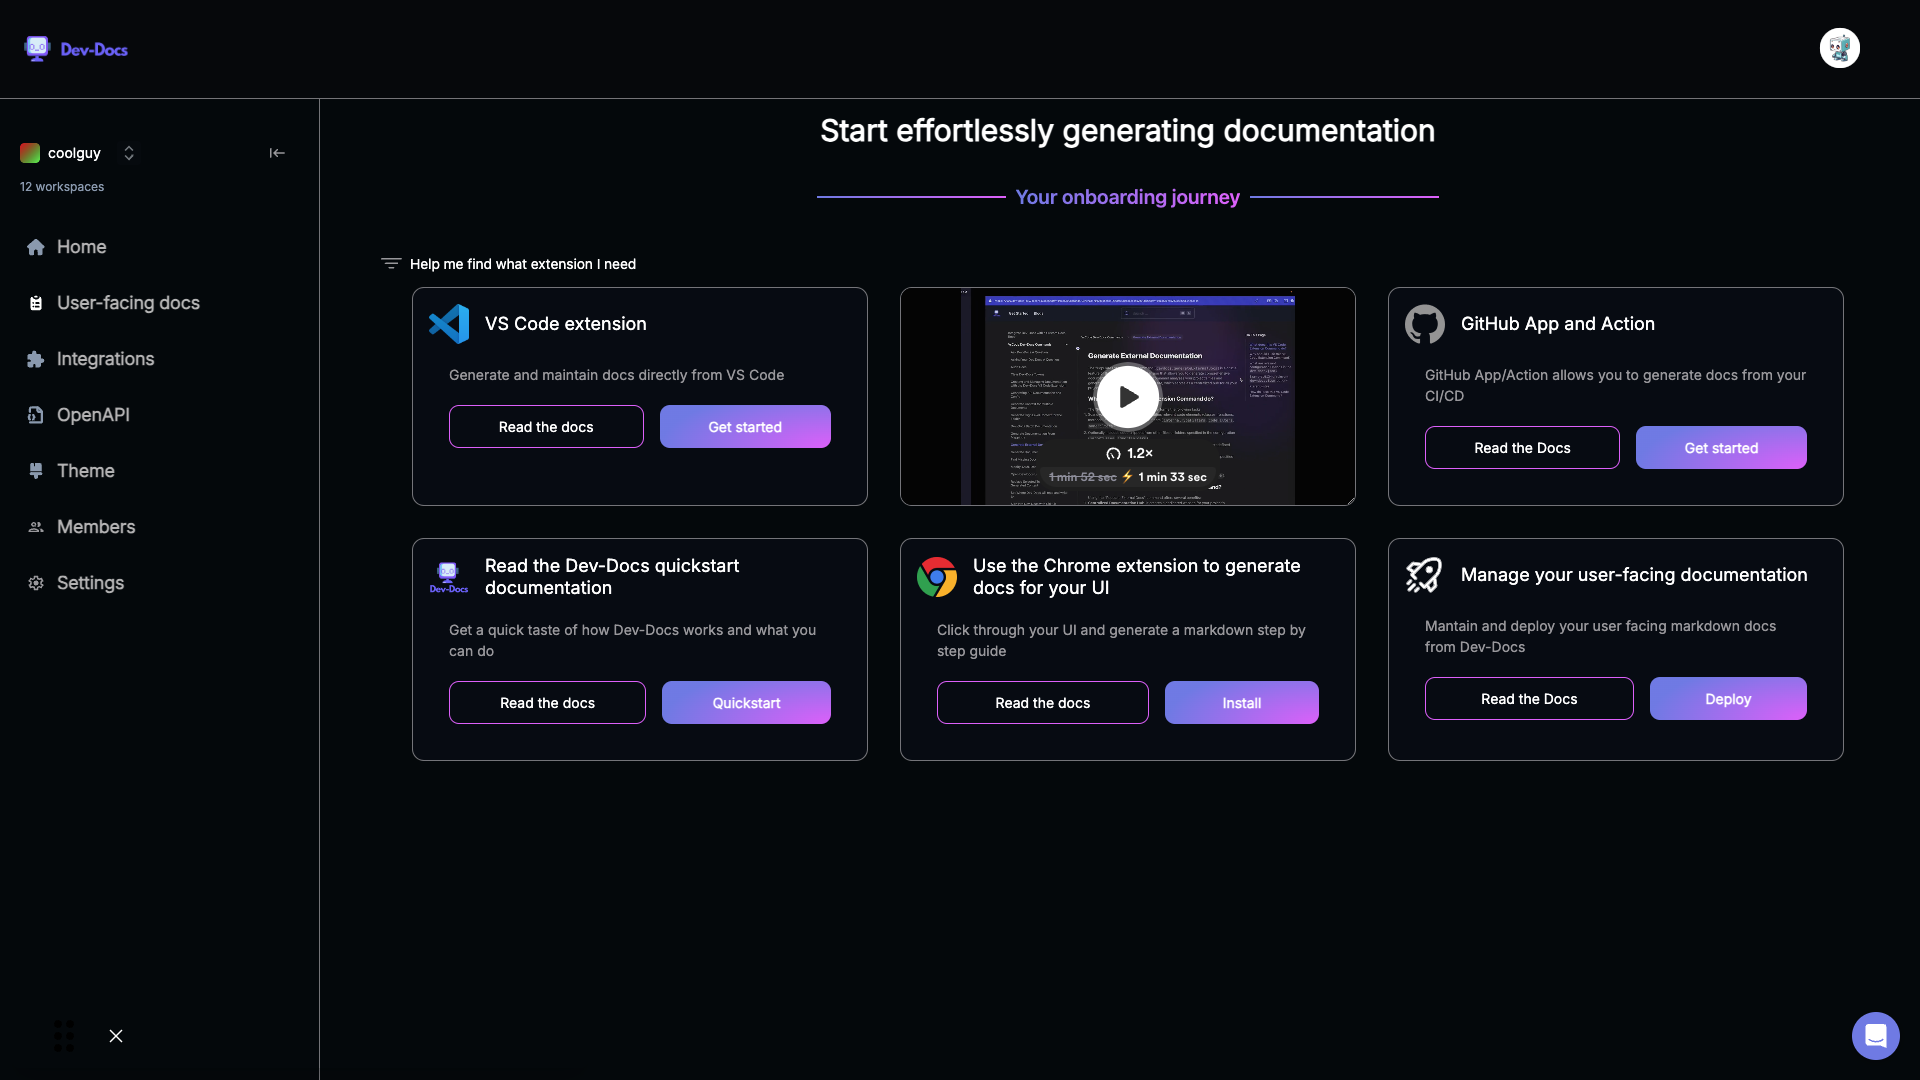 Dev-Docs
coolguy
12 workspaces
Home
User-facing docs
Integrations
OpenAPI
Theme
Members
Settings
Start effortlessly generating documentation
Your onboarding journey
Help me find what extension I need
VS Code extension
Generate and maintain docs directly from VS Code
Read the docs
Get started
Generate External Documentation
1.2×
1 min 52 sec ⚡ 1 min 33 sec
GitHub App and Action
GitHub App/Action allows you to generate docs from your
CI/CD
Read the Docs
Get started
Dev-Docs
Read the Dev-Docs quickstart
documentation
Get a quick taste of how Dev-Docs works and what you
can do
Read the docs
Quickstart
Use the Chrome extension to generate
docs for your UI
Click through your UI and generate a markdown step by
step guide
Read the docs
Install
Manage your user-facing documentation
Mantain and deploy your user facing markdown docs
from Dev-Docs
Read the Docs
Deploy